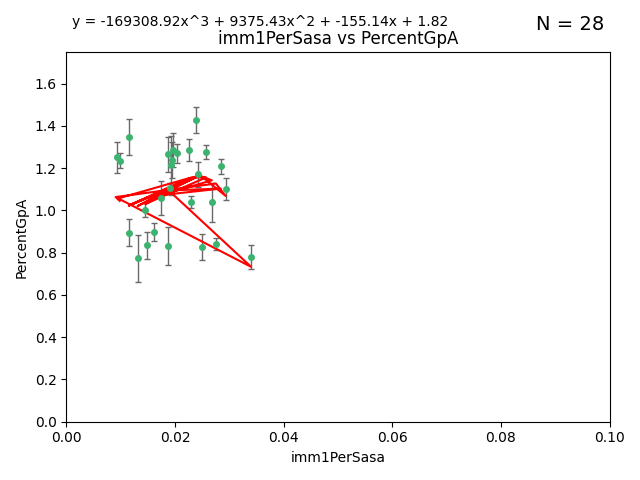 y = -169308.92x^3 + 9375.43x^2 + -155.14x + 1.82
N = 28
imm1PerSasa vs PercentGpA
PercentGpA
1.6
1.4
1.2
1.0
0.8
0.6
0.4
0.2
0.0
0.00 0.02 0.04 0.06 0.08 0.10
imm1PerSasa